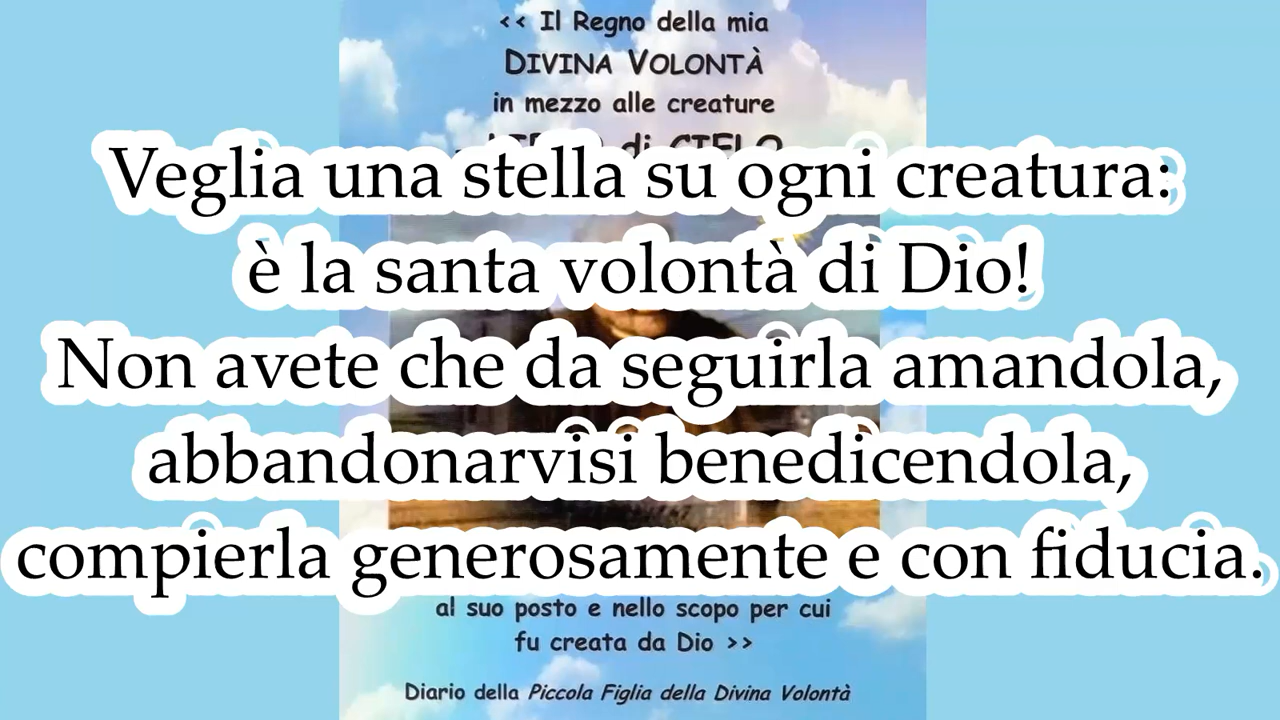 << Il Regno della mia
DIVINA VOLONTÀ
in mezzo alle creature
di CIELO
Veglia una stella su ogni creatura:
è la santa volontà di Dio!
Non avete che da seguirla amandola,
abbandonarvisi benedicendola,
compierla generosamente e con fiducia.
al suo posto e nello scopo per cui
fu creata da Dio >>
Diario della Piccola Figlia della Divina Volontà